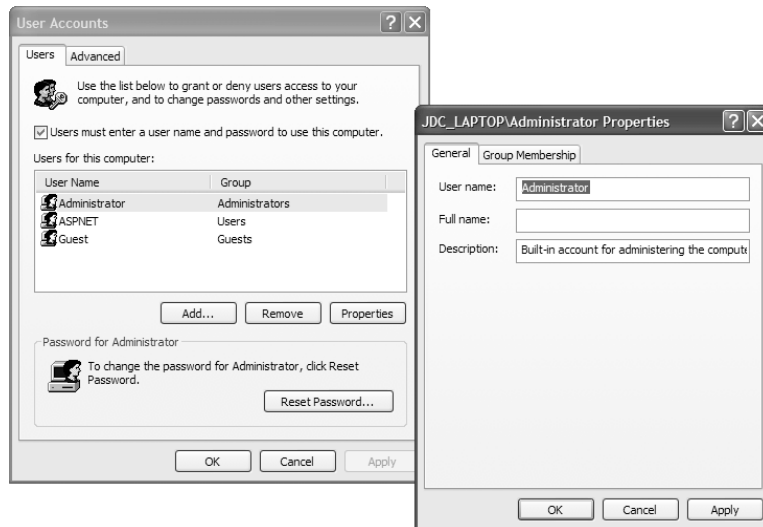 User Accounts
Users
Advanced
Use the list below to grant or deny users access to your
computer, and to change passwords and other settings.
Users must enter a user name and password to use this computer.
Users for this computer:
User Name Group
Administrator Administrators
ASPNET Users
Guest Guests
Add... Remove Properties
Password for Administrator
To change the password for Administrator, click Reset
Password.
Reset Password...
OK Cancel Apply
JDC_LAPTOP\Administrator Properties
General Group Membership
User name: Administrator
Full name:
Description: Built-in account for administering the compute
OK Cancel Apply